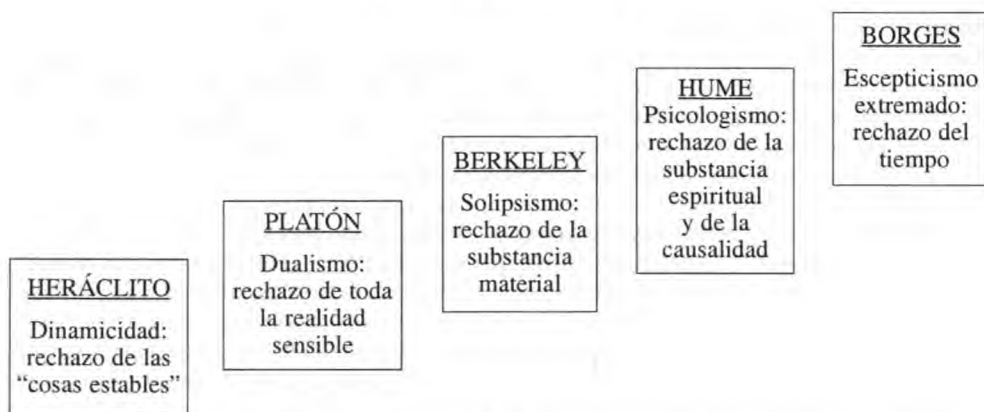 HERÁCLITO
Dinamicidad:
rechazo de las
“cosas estables”
PLATÓN
Dualismo:
rechazo de toda
la realidad
sensible
BERKELEY
Solipsismo:
rechazo de la
substancia
material
HUME
Psicologismo:
rechazo de la
substancia
espiritual
y de la
causalidad
BORGES
Escepticismo
extremado:
rechazo del
tiempo